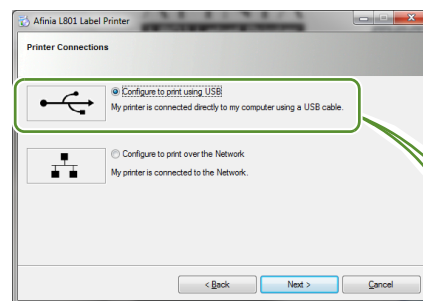 Afinia L801 Label Printer
Printer Connections
Configure to print using USB
My printer is connected directly to my computer using a USB cable.
Configure to print over the Network
My printer is connected to the Network.
< Back
Next >
Cancel